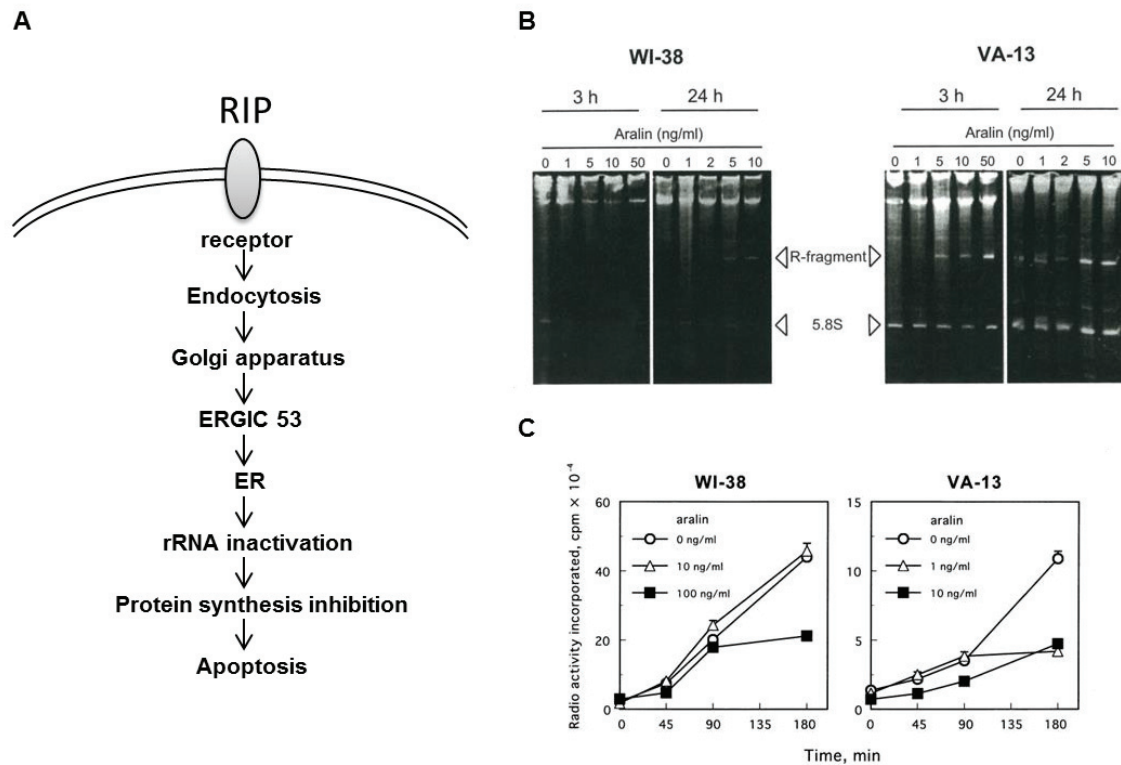 A
RIP
receptor
Endocytosis
Golgi apparatus
ERGIC 53
ER
rRNA inactivation
Protein synthesis inhibition
Apoptosis
B
WI-38 VA-13
3 h 24 h 3 h 24 h
Aralin (ng/ml) Aralin (ng/ml)
0 1 5 10 50 0 1 2 5 10 0 1 5 10 50 0 1 2 5 10
R-fragment
5.8S
C
WI-38 VA-13
Radio activity incorporated, cpm × 10⁻⁴
60 15
aralin aralin
0 ng/ml 0 ng/ml
10 ng/ml 1 ng/ml
40 10
100 ng/ml 10 ng/ml
20 5
0 0
0 45 90 135 180 0 45 90 135 180
Time, min